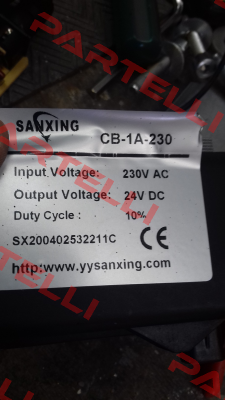 SANXING CB-1A-230
Input Voltage: 230V AC
Output Voltage: 24V DC
Duty Cycle : 10%
SX200402532211C CE
http:www.yysanxing.com
PARTELLI
PARTELLI
PARTELLI
PARTELLI